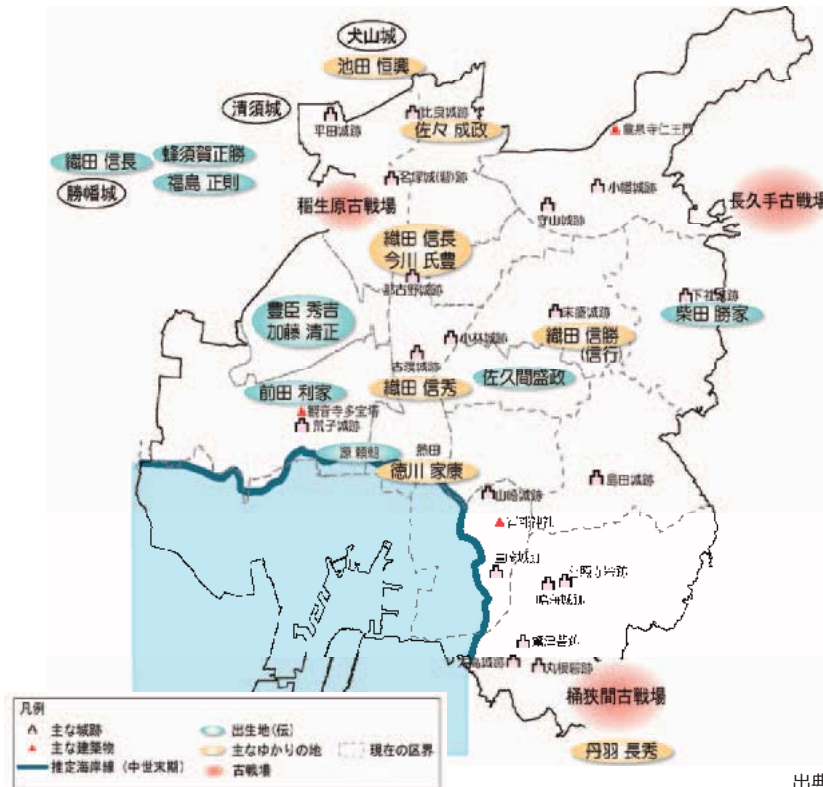 犬山城
池田 恒興
清須城
平田城跡
比良城跡
佐々 成政
龍泉寺仁王門
織田 信長
蜂須賀正勝
勝幡城
福島 正則
名塚城(砦)跡
稲生原古戦場
守山城跡
小幡城跡
長久手古戦場
織田 信長
今川 氏豊
那古野城跡
豊臣 秀吉
加藤 清正
末盛城跡
織田 信勝
(信行)
下社城跡
柴田 勝家
小林城跡
古渡城跡
織田 信秀
佐久間盛政
前田 利家
観音寺多宝塔
荒子城跡
源 頼朝
熱田
徳川 家康
島田城跡
山崎城跡
鷲津砦跡
丸根砦跡
桶狭間古戦場
丹羽 長秀
凡例
主な城跡
主な建築物
推定海岸線 (中世末期)
出生地(伝)
主なゆかりの地
古戦場
現在の区界
出典